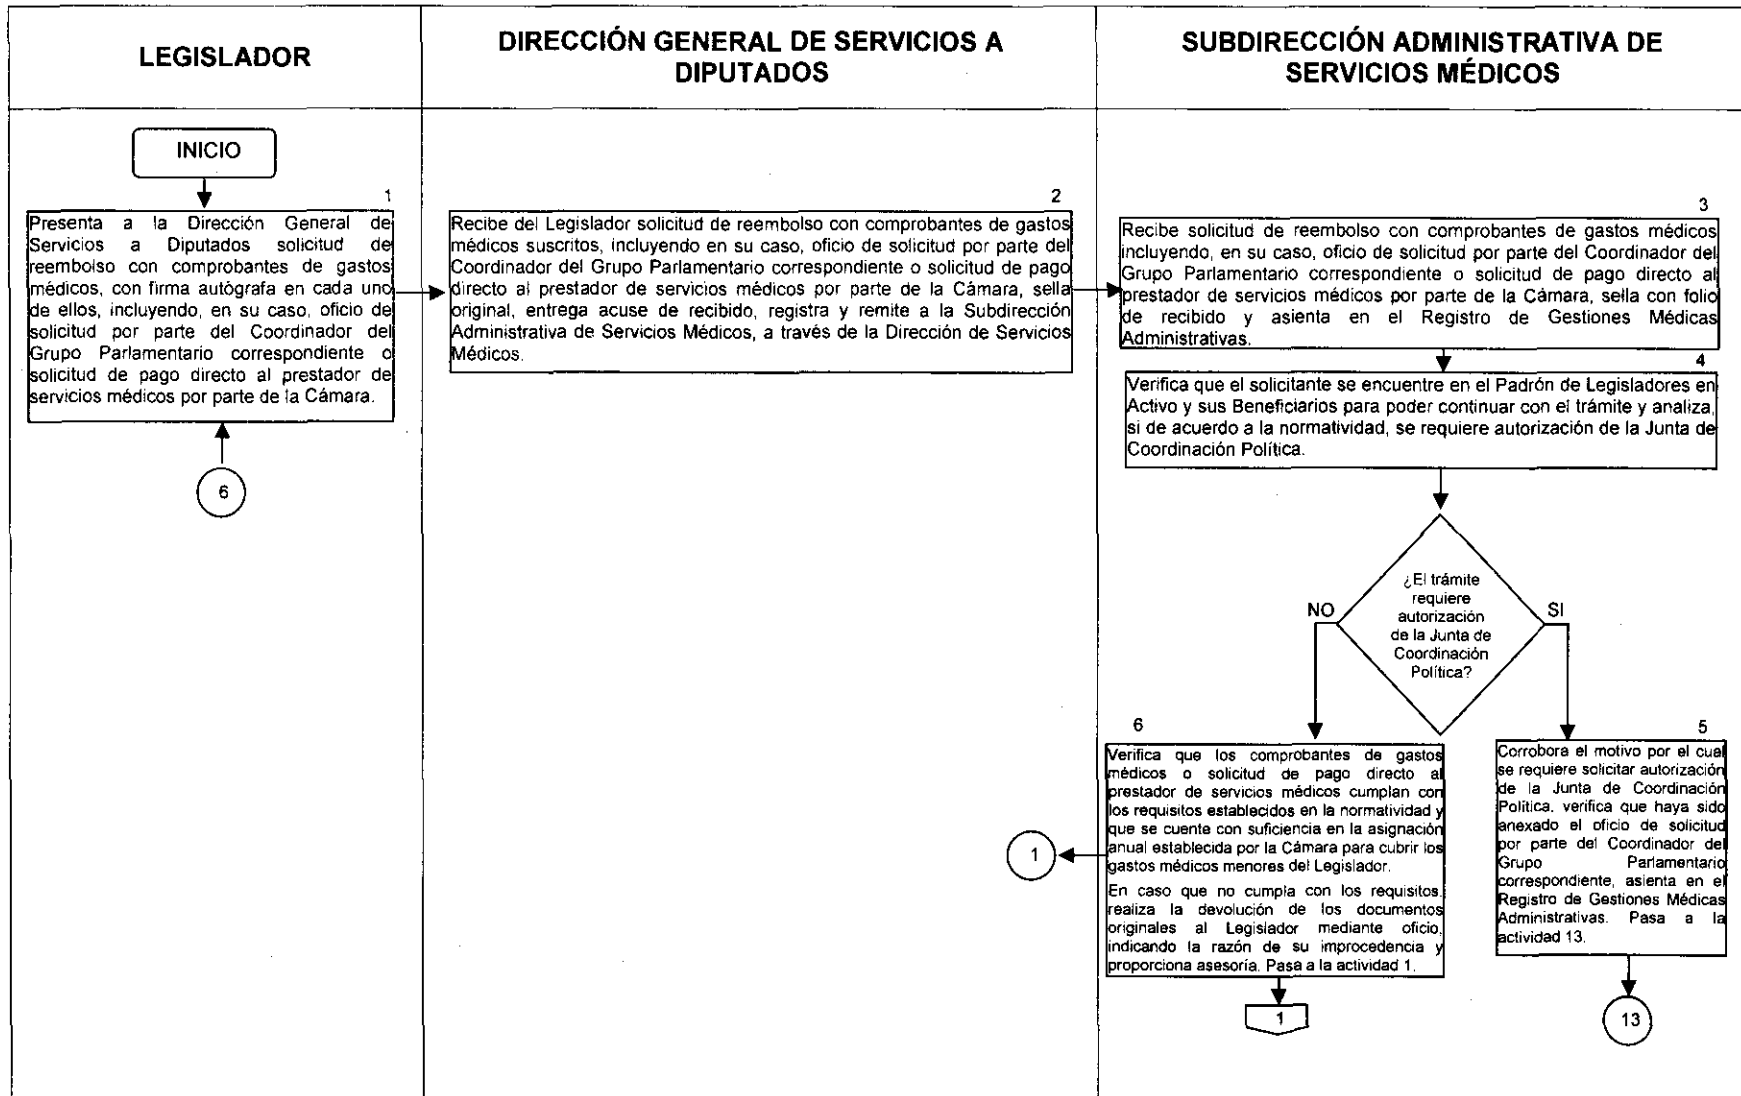 LEGISLADOR
DIRECCIÓN GENERAL DE SERVICIOS A
DIPUTADOS
SUBDIRECCIÓN ADMINISTRATIVA DE
SERVICIOS MÉDICOS
INICIO
1
Presenta a la Dirección General de
Servicios a Diputados solicitud de
reembolso con comprobantes de gastos
médicos, con firma autógrafa en cada uno
de ellos, incluyendo, en su caso, oficio de
solicitud por parte del Coordinador del
Grupo Parlamentario correspondiente o
solicitud de pago directo al prestador de
servicios médicos por parte de la Cámara.
6
2
Recibe del Legislador solicitud de reembolso con comprobantes de gastos
médicos suscritos, incluyendo en su caso, oficio de solicitud por parte del
Coordinador del Grupo Parlamentario correspondiente o solicitud de pago
directo al prestador de servicios médicos por parte de la Cámara, sella
original, entrega acuse de recibido, registra y remite a la Subdirección
Administrativa de Servicios Médicos, a través de la Dirección de Servicios
Médicos.
3
Recibe solicitud de reembolso con comprobantes de gastos médicos
incluyendo, en su caso, oficio de solicitud por parte del Coordinador del
Grupo Parlamentario correspondiente o solicitud de pago directo al
prestador de servicios médicos por parte de la Cámara, sella con folio
de recibido y asienta en el Registro de Gestiones Médicas
Administrativas.
4
Verifica que el solicitante se encuentre en el Padrón de Legisladores en
Activo y sus Beneficiarios para poder continuar con el trámite y analiza,
si de acuerdo a la normatividad, se requiere autorización de la Junta de
Coordinación Política.
¿El trámite
requiere
autorización
de la Junta de
Coordinación
Política?
NO
SI
6
Verifica que los comprobantes de gastos
médicos o solicitud de pago directo al
prestador de servicios médicos cumplan con
los requisitos establecidos en la normatividad y
que se cuente con suficiencia en la asignación
anual establecida por la Cámara para cubrir los
gastos médicos menores del Legislador.
En caso que no cumpla con los requisitos,
realiza la devolución de los documentos
originales al Legislador mediante oficio,
indicando la razón de su improcedencia y
proporciona asesoría. Pasa a la actividad 1.
1
1
5
Corrobora el motivo por el cual
se requiere solicitar autorización
de la Junta de Coordinación
Política, verifica que haya sido
anexado el oficio de solicitud
por parte del Coordinador del
Grupo Parlamentario
correspondiente, asienta en el
Registro de Gestiones Médicas
Administrativas. Pasa a la
actividad 13.
13